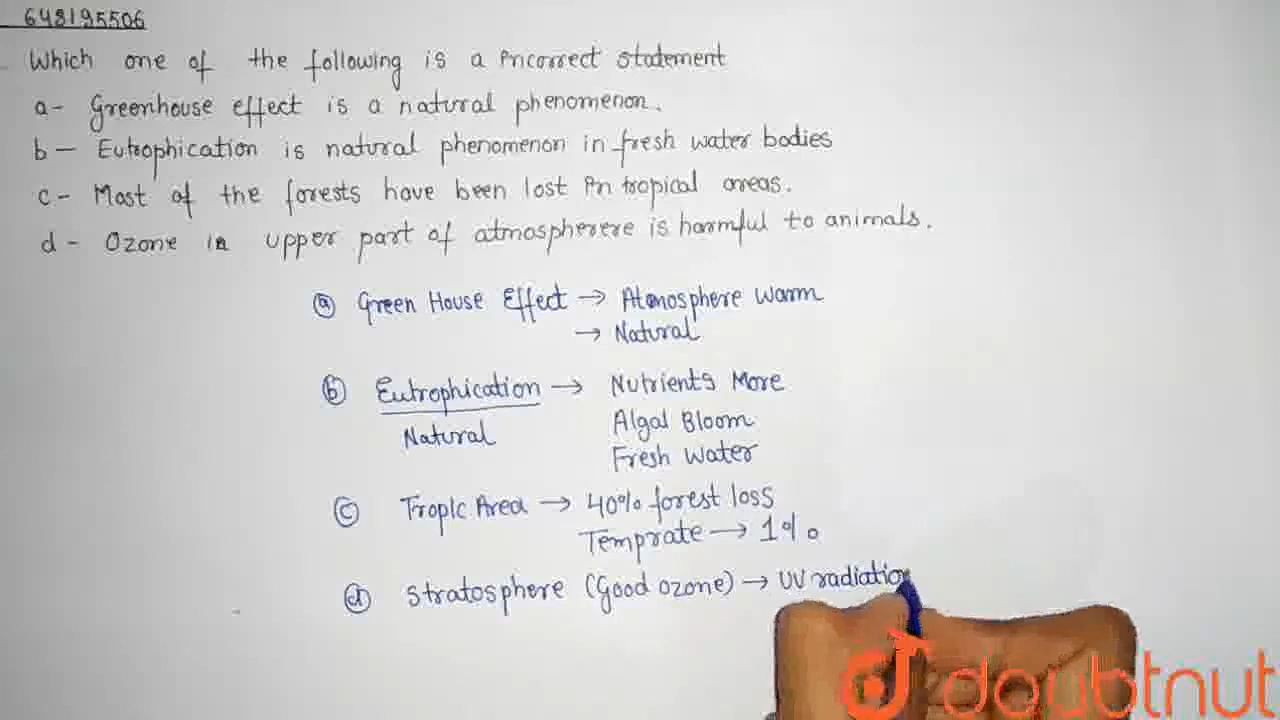 648195506
Which one of the following is a incorrect statement
a- Greenhouse effect is a natural phenomenon.
b- Eutrophication is natural phenomenon in fresh water bodies
c- Most of the forests have been lost in tropical areas.
d- Ozone in upper part of atmospherere is harmful to animals.
(a) Green House Effect → Atmosphere Warm
→ Natural
(b) Eutrophication → Nutrients More
Natural
Algal Bloom
Fresh Water
(c) Tropic Area → 40% forest loss
Temprate → 1%
(d) Stratosphere (Good ozone) → UV radiation
doubtnut